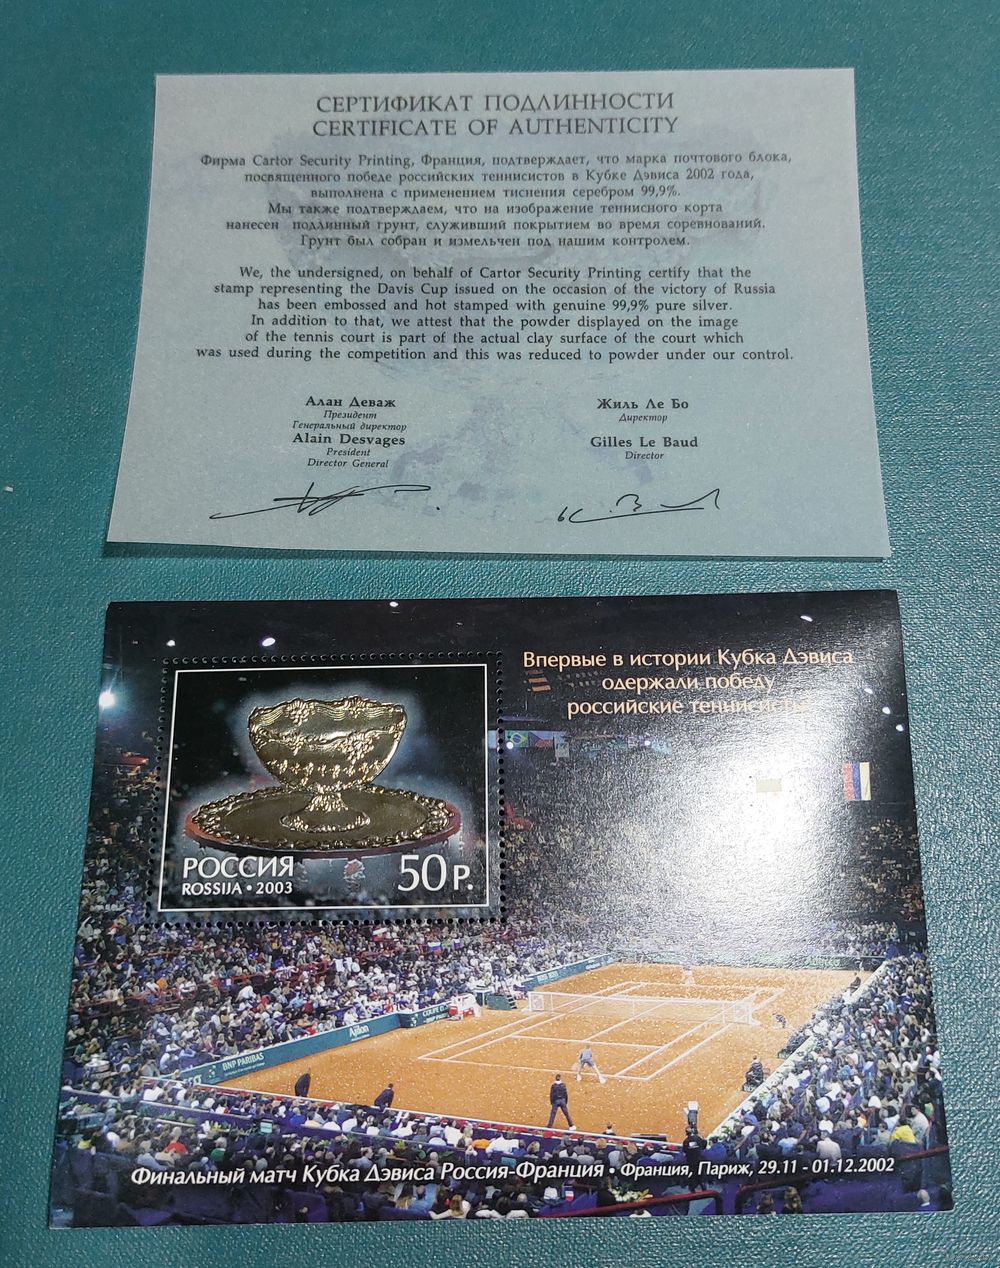 СЕРТИФИКАТ ПОДЛИННОСТИ
CERTIFICATE OF AUTHENTICITY
Фирма Cartor Security Printing, Франция, подтверждает, что марка почтового блока,
посвященного победе российских теннисистов в Кубке Дэвиса 2002 года,
выполнена с применением тиснения серебром 99,9%.
Мы также подтверждаем, что на изображение теннисного корта
нанесен подлинный грунт, служивший покрытием во время соревнований.
Грунт был собран и измельчен под нашим контролем.
We, the undersigned, on behalf of Cartor Security Printing certify that the
stamp representing the Davis Cup issued on the occasion of the victory of Russia
has been embossed and hot stamped with genuine 99,9% pure silver.
In addition to that, we attest that the powder displayed on the image
of the tennis court is part of the actual clay surface of the court which
was used during the competition and this was reduced to powder under our control.
Алан Деваж
Президент
Генеральный директор
Alain Desvages
President
Director General
Жиль Ле Бо
Директор
Gilles Le Baud
Director
Впервые в истории Кубка Дэвиса
одержали победу
российские теннисисты
РОССИЯ
ROSSIJA • 2003
50 Р.
BNP PARIBAS
Ajilon
COUPE D
Финальный матч Кубка Дэвиса Россия-Франция • Франция, Париж, 29.11 - 01.12.2002